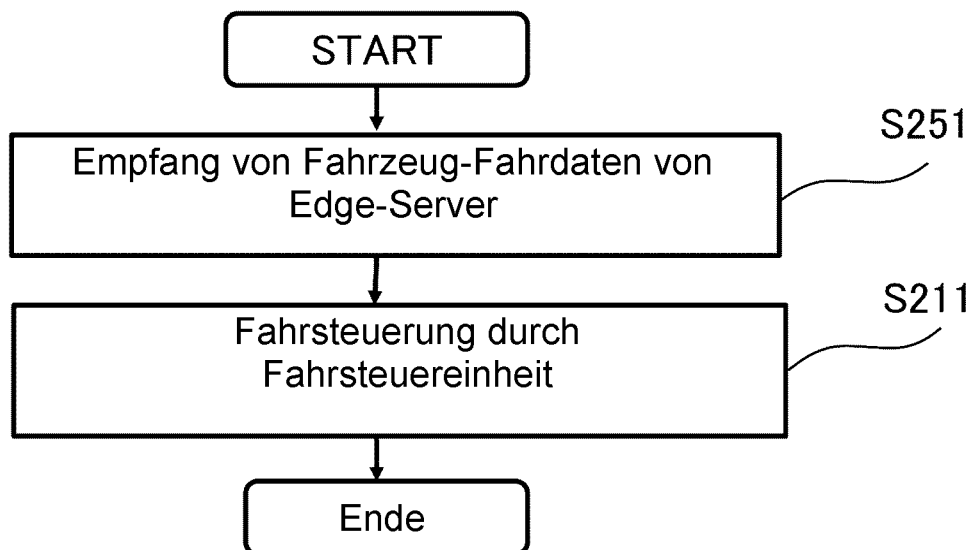 START
S251
Empfang von Fahrzeug-Fahrdaten von
Edge-Server
S211
Fahrsteuerung durch
Fahrsteuereinheit
Ende